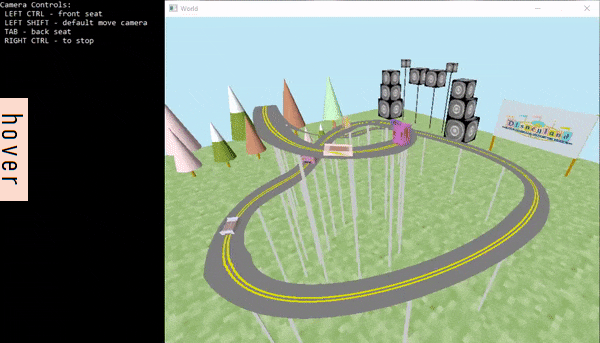 Camera Controls:
LEFT CTRL - front seat
LEFT SHIFT - default move camera
TAB - back seat
RIGHT CTRL - to stop
World
hover
Disneyland